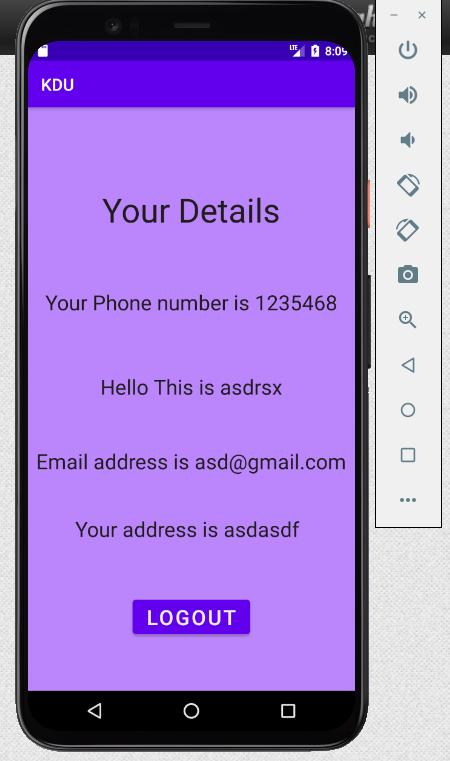 LTE 8:09
KDU
Your Details
Your Phone number is 1235468
Hello This is asdrsx
Email address is asd@gmail.com
Your address is asdasdf
LOGOUT